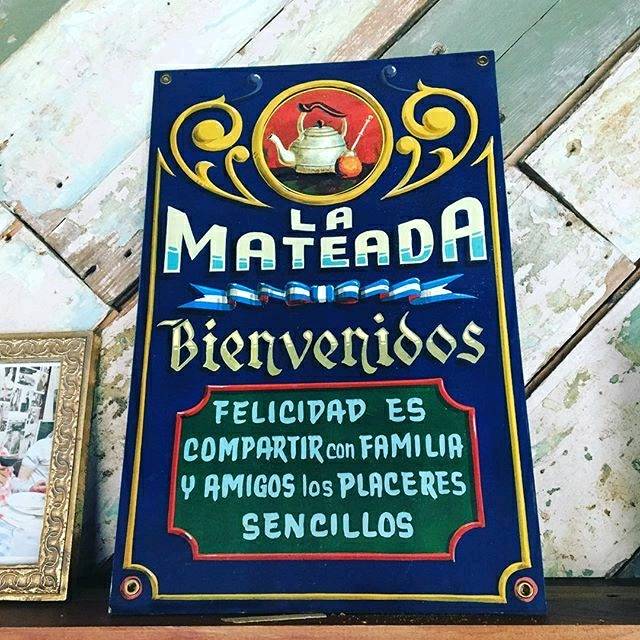 LA
MATEADA
Bienvenidos
FELICIDAD ES
COMPARTIR con FAMILIA
Y AMIGOS los PLACERES
SENCILLOS